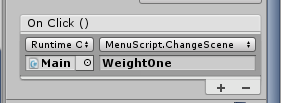 On Click ()
Runtime C MenuScript.ChangeScene
Main WeightOne